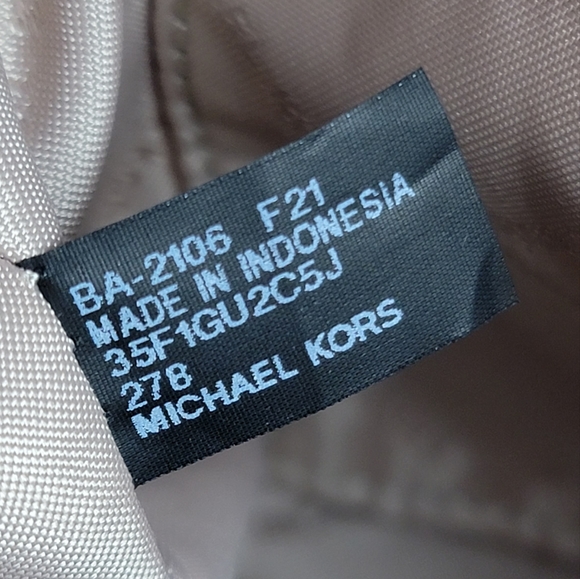 BA-2106 F21
MADE IN INDONESIA
35F1GU2C5J
278
MICHAEL KORS